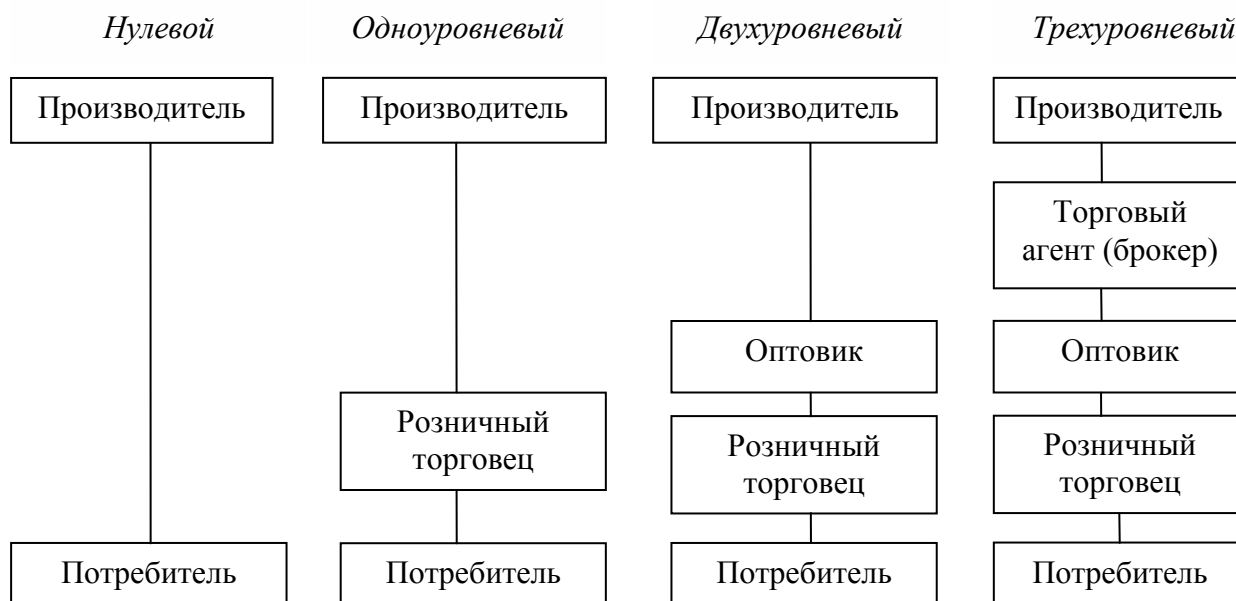 Нулевой Одноуровневый Двухуровневый Трехуровневый
Производитель Производитель Производитель Производитель
Торговый
агент (брокер)
Оптовик Оптовик
Розничный
торговец
Розничный
торговец
Розничный
торговец
Потребитель Потребитель Потребитель Потребитель